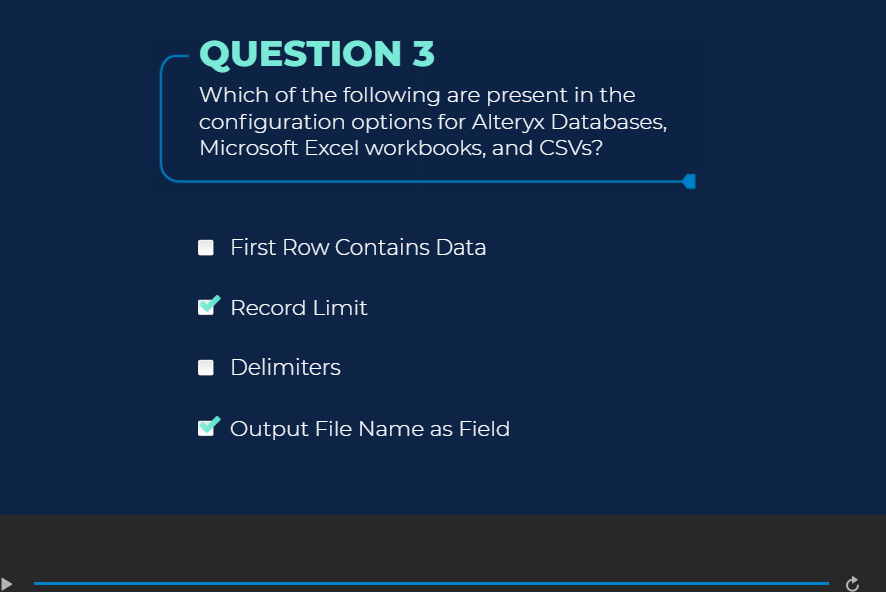 QUESTION 3
Which of the following are present in the
configuration options for Alteryx Databases,
Microsoft Excel workbooks, and CSVs?
First Row Contains Data
Record Limit
Delimiters
Output File Name as Field